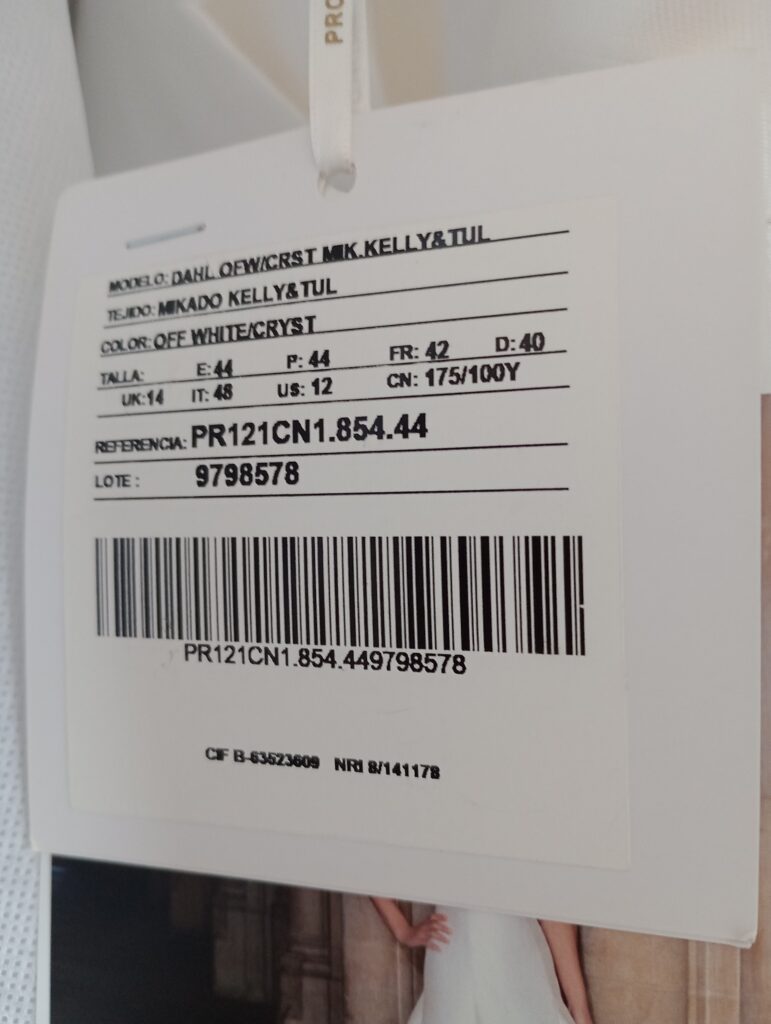 PRO
MODELO: DAHL OFW/CRST MIK.KELLY&TUL
TEJIDO: MIKADO KELLY&TUL
COLOR: OFF WHITE/CRYST
TALLA: E: 44 P: 44 FR: 42 D: 40
UK: 14 IT: 48 US: 12 CN: 175/100Y
REFERENCIA: PR121CN1.854.44
LOTE : 9798578
PR121CN1.854.449798578
CIF B-63523609 NRI 8/141178